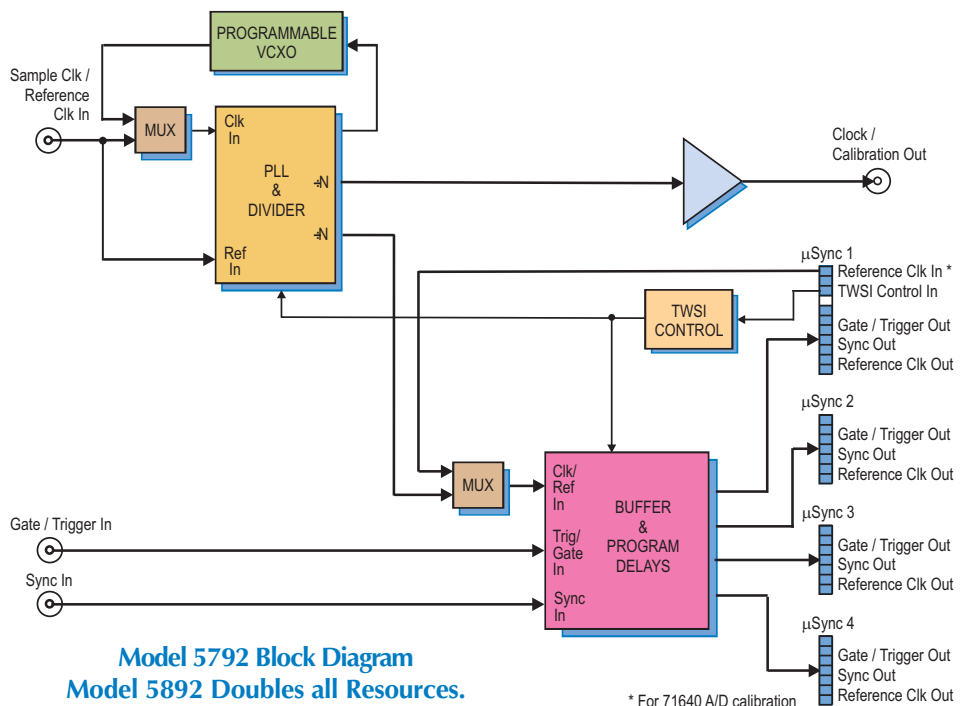 PROGRAMMABLE
VCXO
Sample Clk /
Reference
Clk In
MUX
Clk
In
PLL
&
DIVIDER
÷N
÷N
Ref
In
Clock /
Calibration Out
μSync 1
Reference Clk In *
TWSI Control In
Gate / Trigger Out
Sync Out
Reference Clk Out
TWSI
CONTROL
μSync 2
Gate / Trigger Out
Sync Out
Reference Clk Out
MUX
Clk/
Ref
In
Trig/
Gate
In
Sync
In
BUFFER
&
PROGRAM
DELAYS
Gate / Trigger In
Sync In
μSync 3
Gate / Trigger Out
Sync Out
Reference Clk Out
μSync 4
Gate / Trigger Out
Sync Out
Reference Clk Out
Model 5792 Block Diagram
Model 5892 Doubles all Resources.
* For 71640 A/D calibration